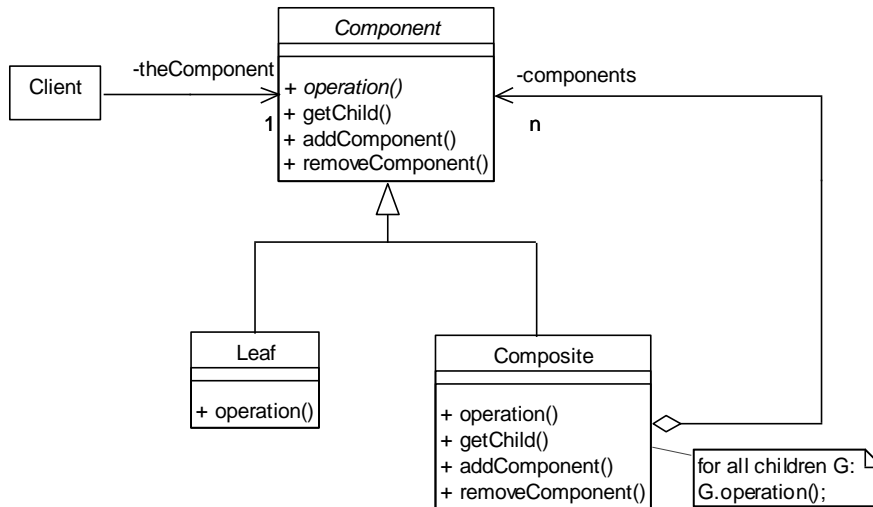 Component
-theComponent
-components
Client
+ operation()
+ getChild()
1
n
+ addComponent()
+ removeComponent()
Leaf
Composite
+ operation()
+ operation()
+ getChild()
+ addComponent()
+ removeComponent()
for all children G:
G.operation();